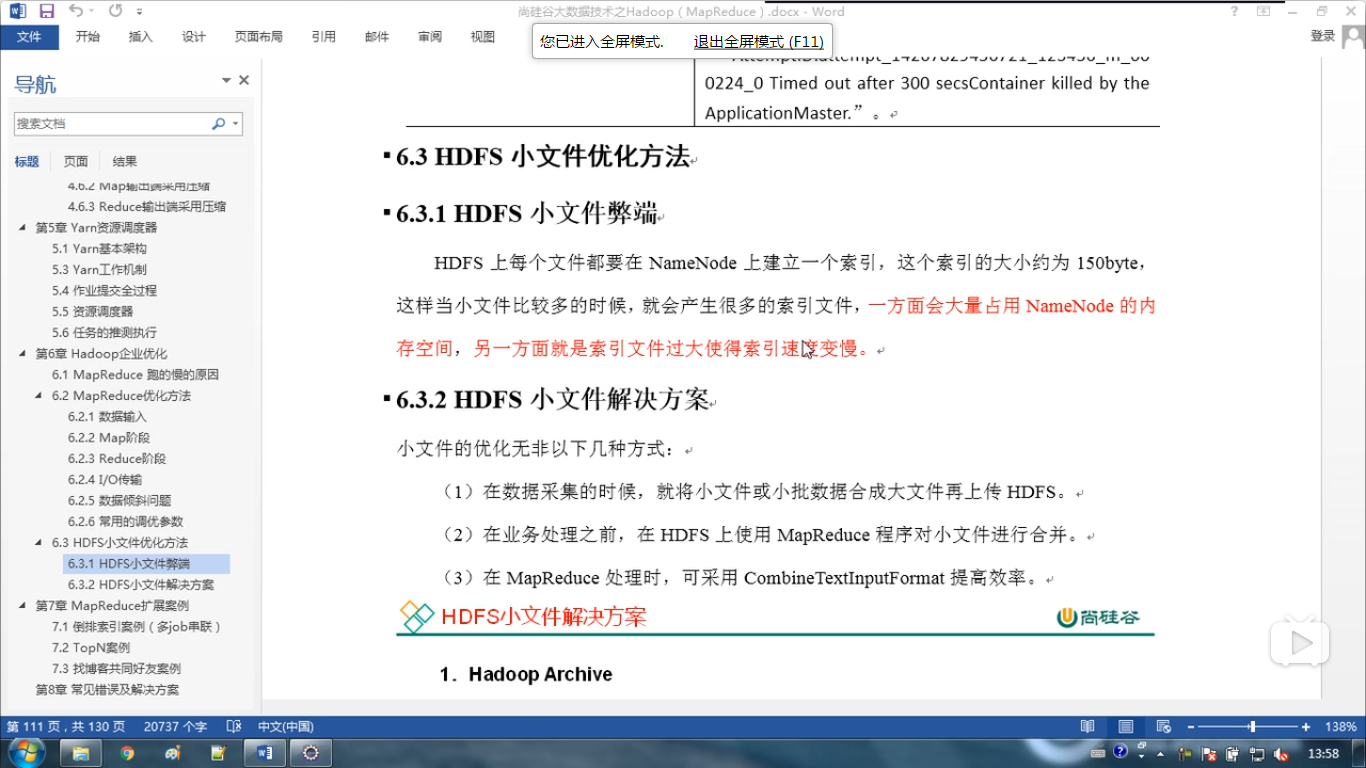 尚硅谷大数据技术之Hadoop（MapReduce）.docx - Word
文件 开始 插入 设计 页面布局 引用 邮件 审阅 视图 登录
您已进入全屏模式. 退出全屏模式 (F11)
导航
搜索文档
标题 页面 结果
4.6.2 Map输出端采用压缩
4.6.3 Reduce输出端采用压缩
第5章 Yarn资源调度器
5.1 Yarn基本架构
5.3 Yarn工作机制
5.4 作业提交全过程
5.5 资源调度器
5.6 任务的推测执行
第6章 Hadoop企业优化
6.1 MapReduce 跑的慢的原因
6.2 MapReduce优化方法
6.2.1 数据输入
6.2.2 Map阶段
6.2.3 Reduce阶段
6.2.4 I/O传输
6.2.5 数据倾斜问题
6.2.6 常用的调优参数
6.3 HDFS小文件优化方法
6.3.1 HDFS小文件弊端
6.3.2 HDFS小文件解决方案
第7章 MapReduce扩展案例
7.1 倒排索引案例（多job串联）
7.2 TopN案例
7.3 找博客共同好友案例
第8章 常见错误及解决方案
0224_0 Timed out after 300 secsContainer killed by the
ApplicationMaster.”。
6.3 HDFS 小文件优化方法
6.3.1 HDFS 小文件弊端
HDFS 上每个文件都要在 NameNode 上建立一个索引，这个索引的大小约为 150byte，
这样当小文件比较多的时候，就会产生很多的索引文件，一方面会大量占用 NameNode 的内
存空间，另一方面就是索引文件过大使得索引速度变慢。
6.3.2 HDFS 小文件解决方案
小文件的优化无非以下几种方式：
（1）在数据采集的时候，就将小文件或小批数据合成大文件再上传 HDFS。
（2）在业务处理之前，在 HDFS 上使用 MapReduce 程序对小文件进行合并。
（3）在 MapReduce 处理时，可采用 CombineTextInputFormat 提高效率。
HDFS小文件解决方案 尚硅谷
1. Hadoop Archive
第 111 页，共 130 页 20737 个字 中文(中国) 138%
13:58